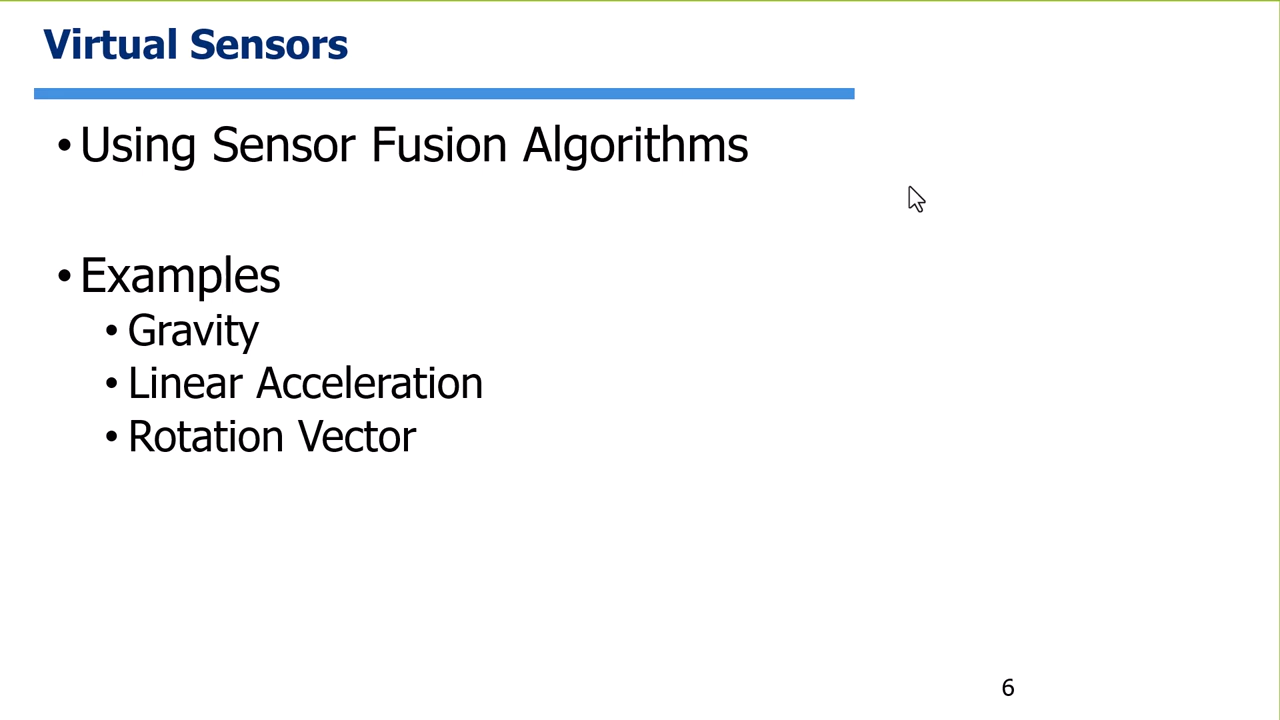 Virtual Sensors
• Using Sensor Fusion Algorithms
• Examples
• Gravity
• Linear Acceleration
• Rotation Vector
6